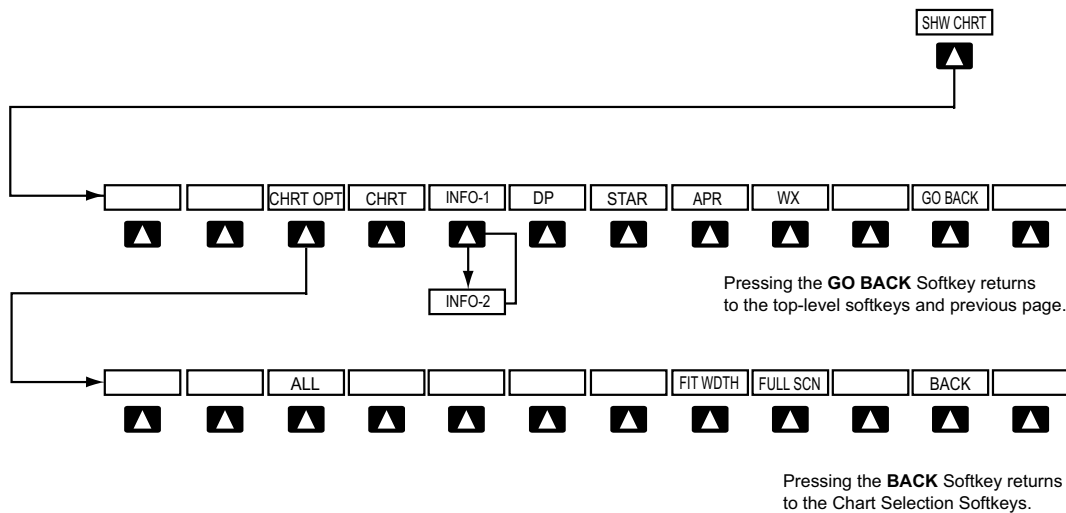 SHW CHRT
CHRT OPT CHRT INFO-1 DP STAR APR WX GO BACK
INFO-2
Pressing the GO BACK Softkey returns
to the top-level softkeys and previous page.
ALL FIT WDTH FULL SCN BACK
Pressing the BACK Softkey returns
to the Chart Selection Softkeys.